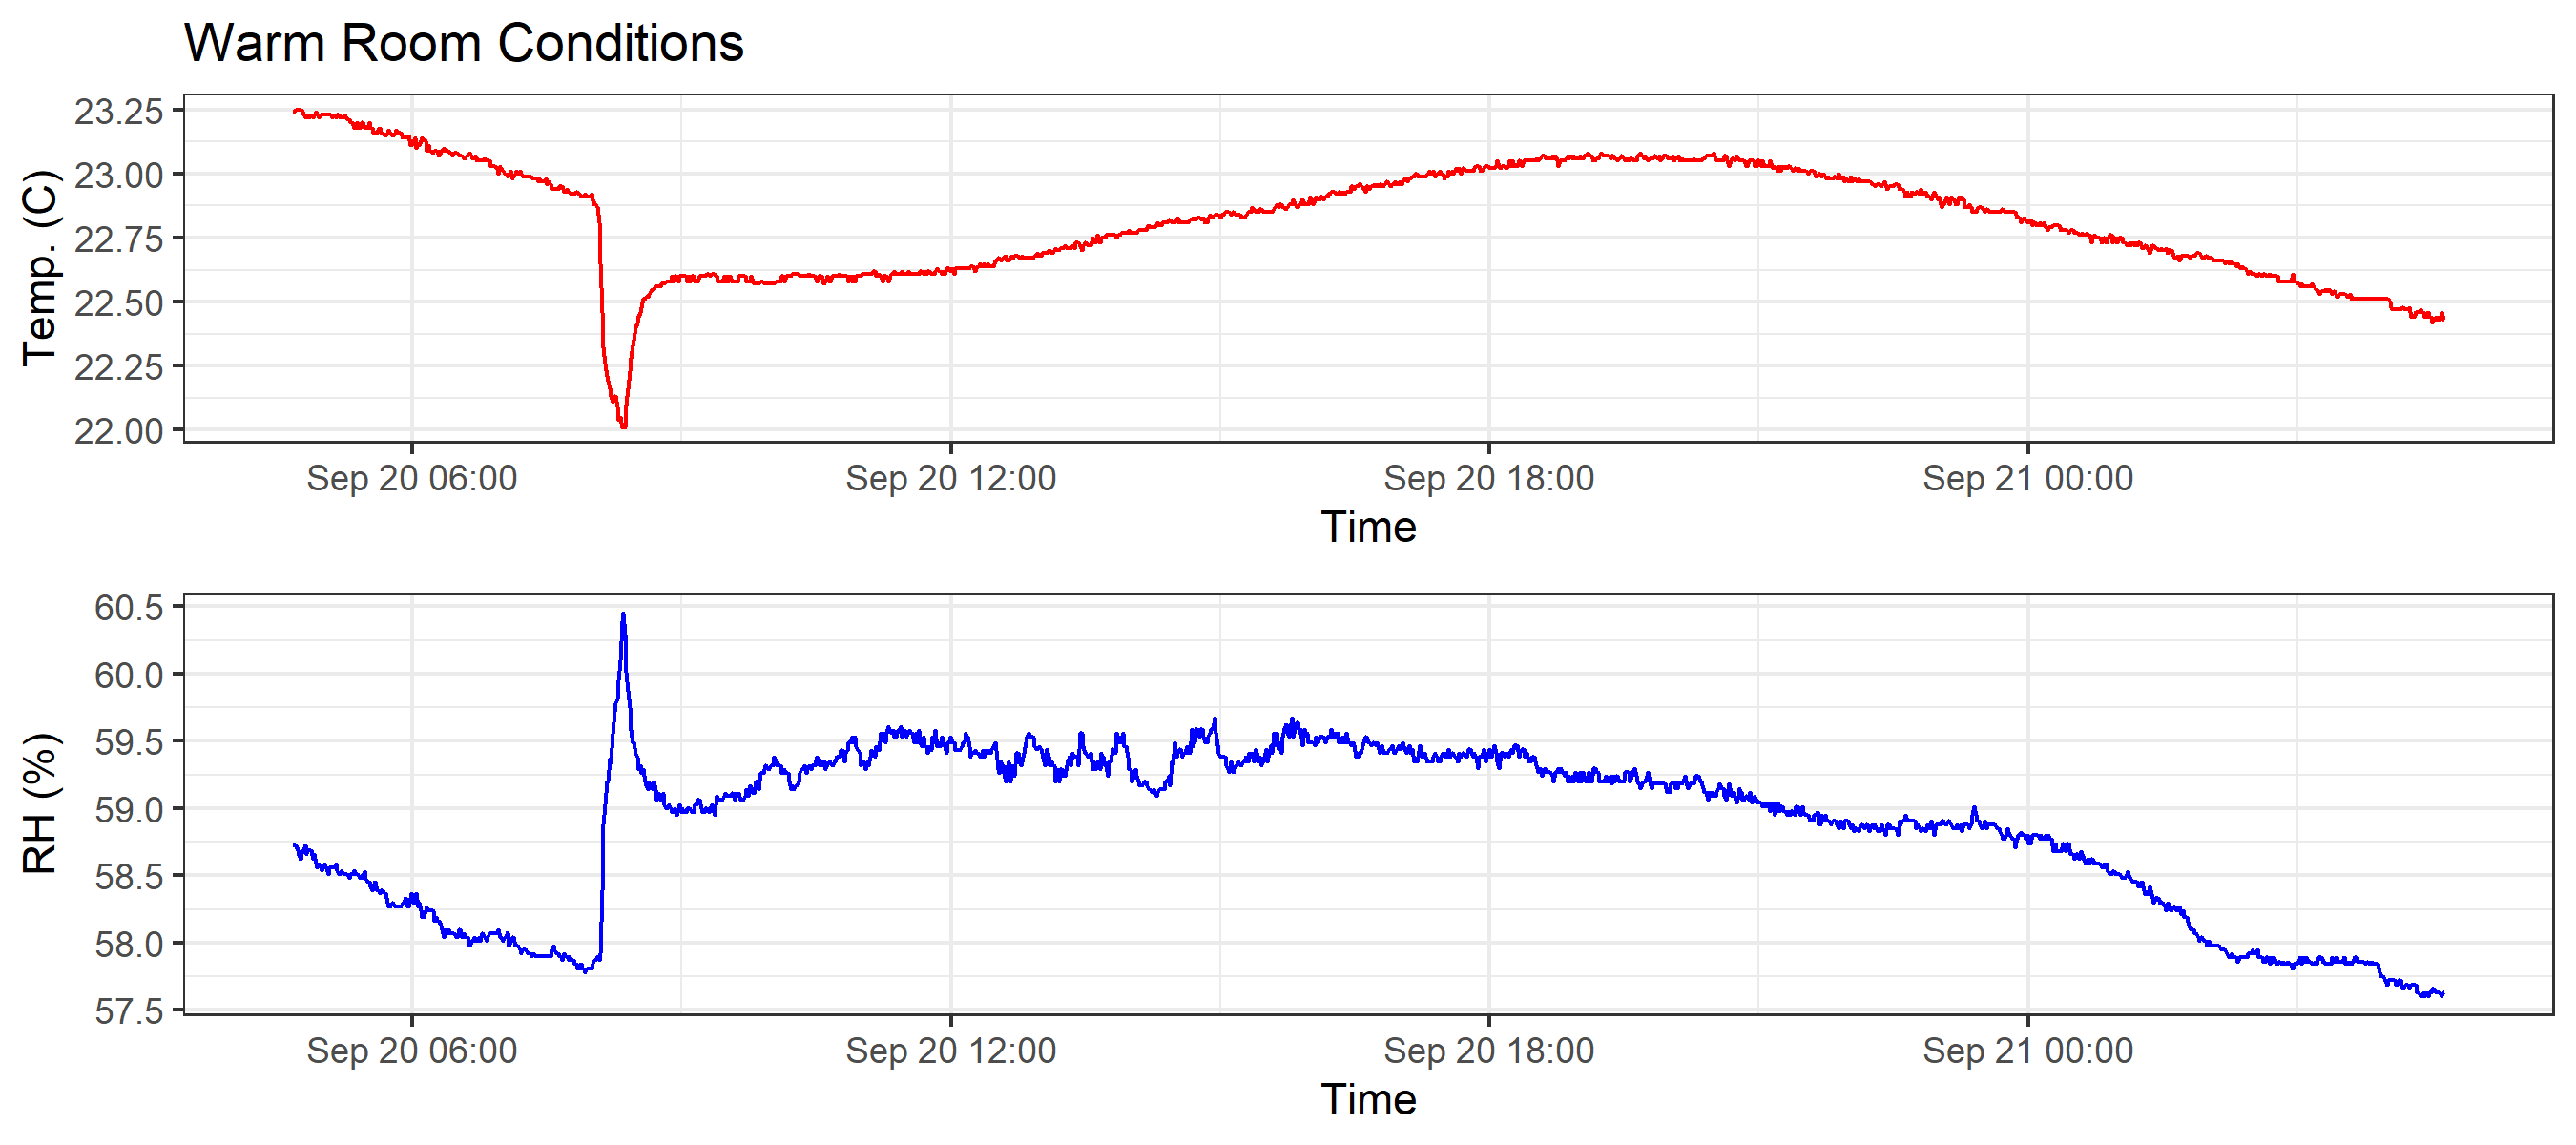 Warm Room Conditions
Temp. (C)
23.25
23.00
22.75
22.50
22.25
22.00
Sep 20 06:00 Sep 20 12:00 Sep 20 18:00 Sep 21 00:00
Time
RH (%)
60.5
60.0
59.5
59.0
58.5
58.0
57.5
Sep 20 06:00 Sep 20 12:00 Sep 20 18:00 Sep 21 00:00
Time